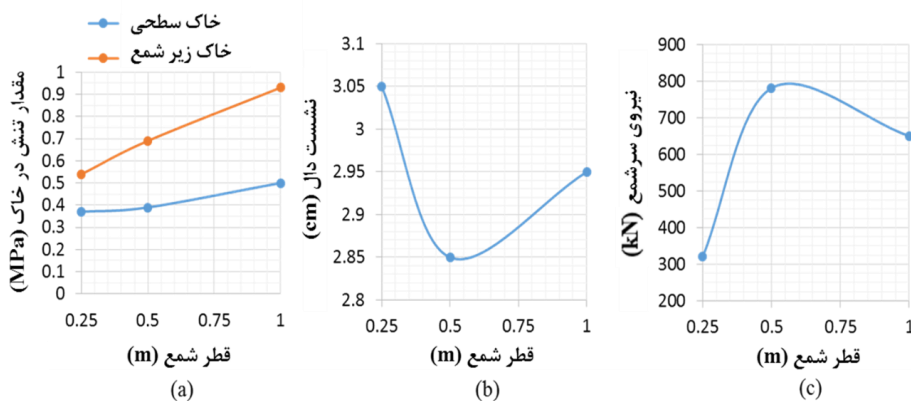 خاک سطحی
خاک زیر شمع
مقدار تنش در خاک (MPa)
1
0.9
0.8
0.7
0.6
0.5
0.4
0.3
0.2
0.1
0
0.25 0.5 0.75 1
قطر شمع (m)
(a)
نشست دال (cm)
3.1
3.05
3
2.95
2.9
2.85
2.8
0.25 0.5 0.75 1
قطر شمع (m)
(b)
نیروی سرشمع (kN)
900
800
700
600
500
400
300
200
0.25 0.5 0.75 1
قطر شمع (m)
(c)